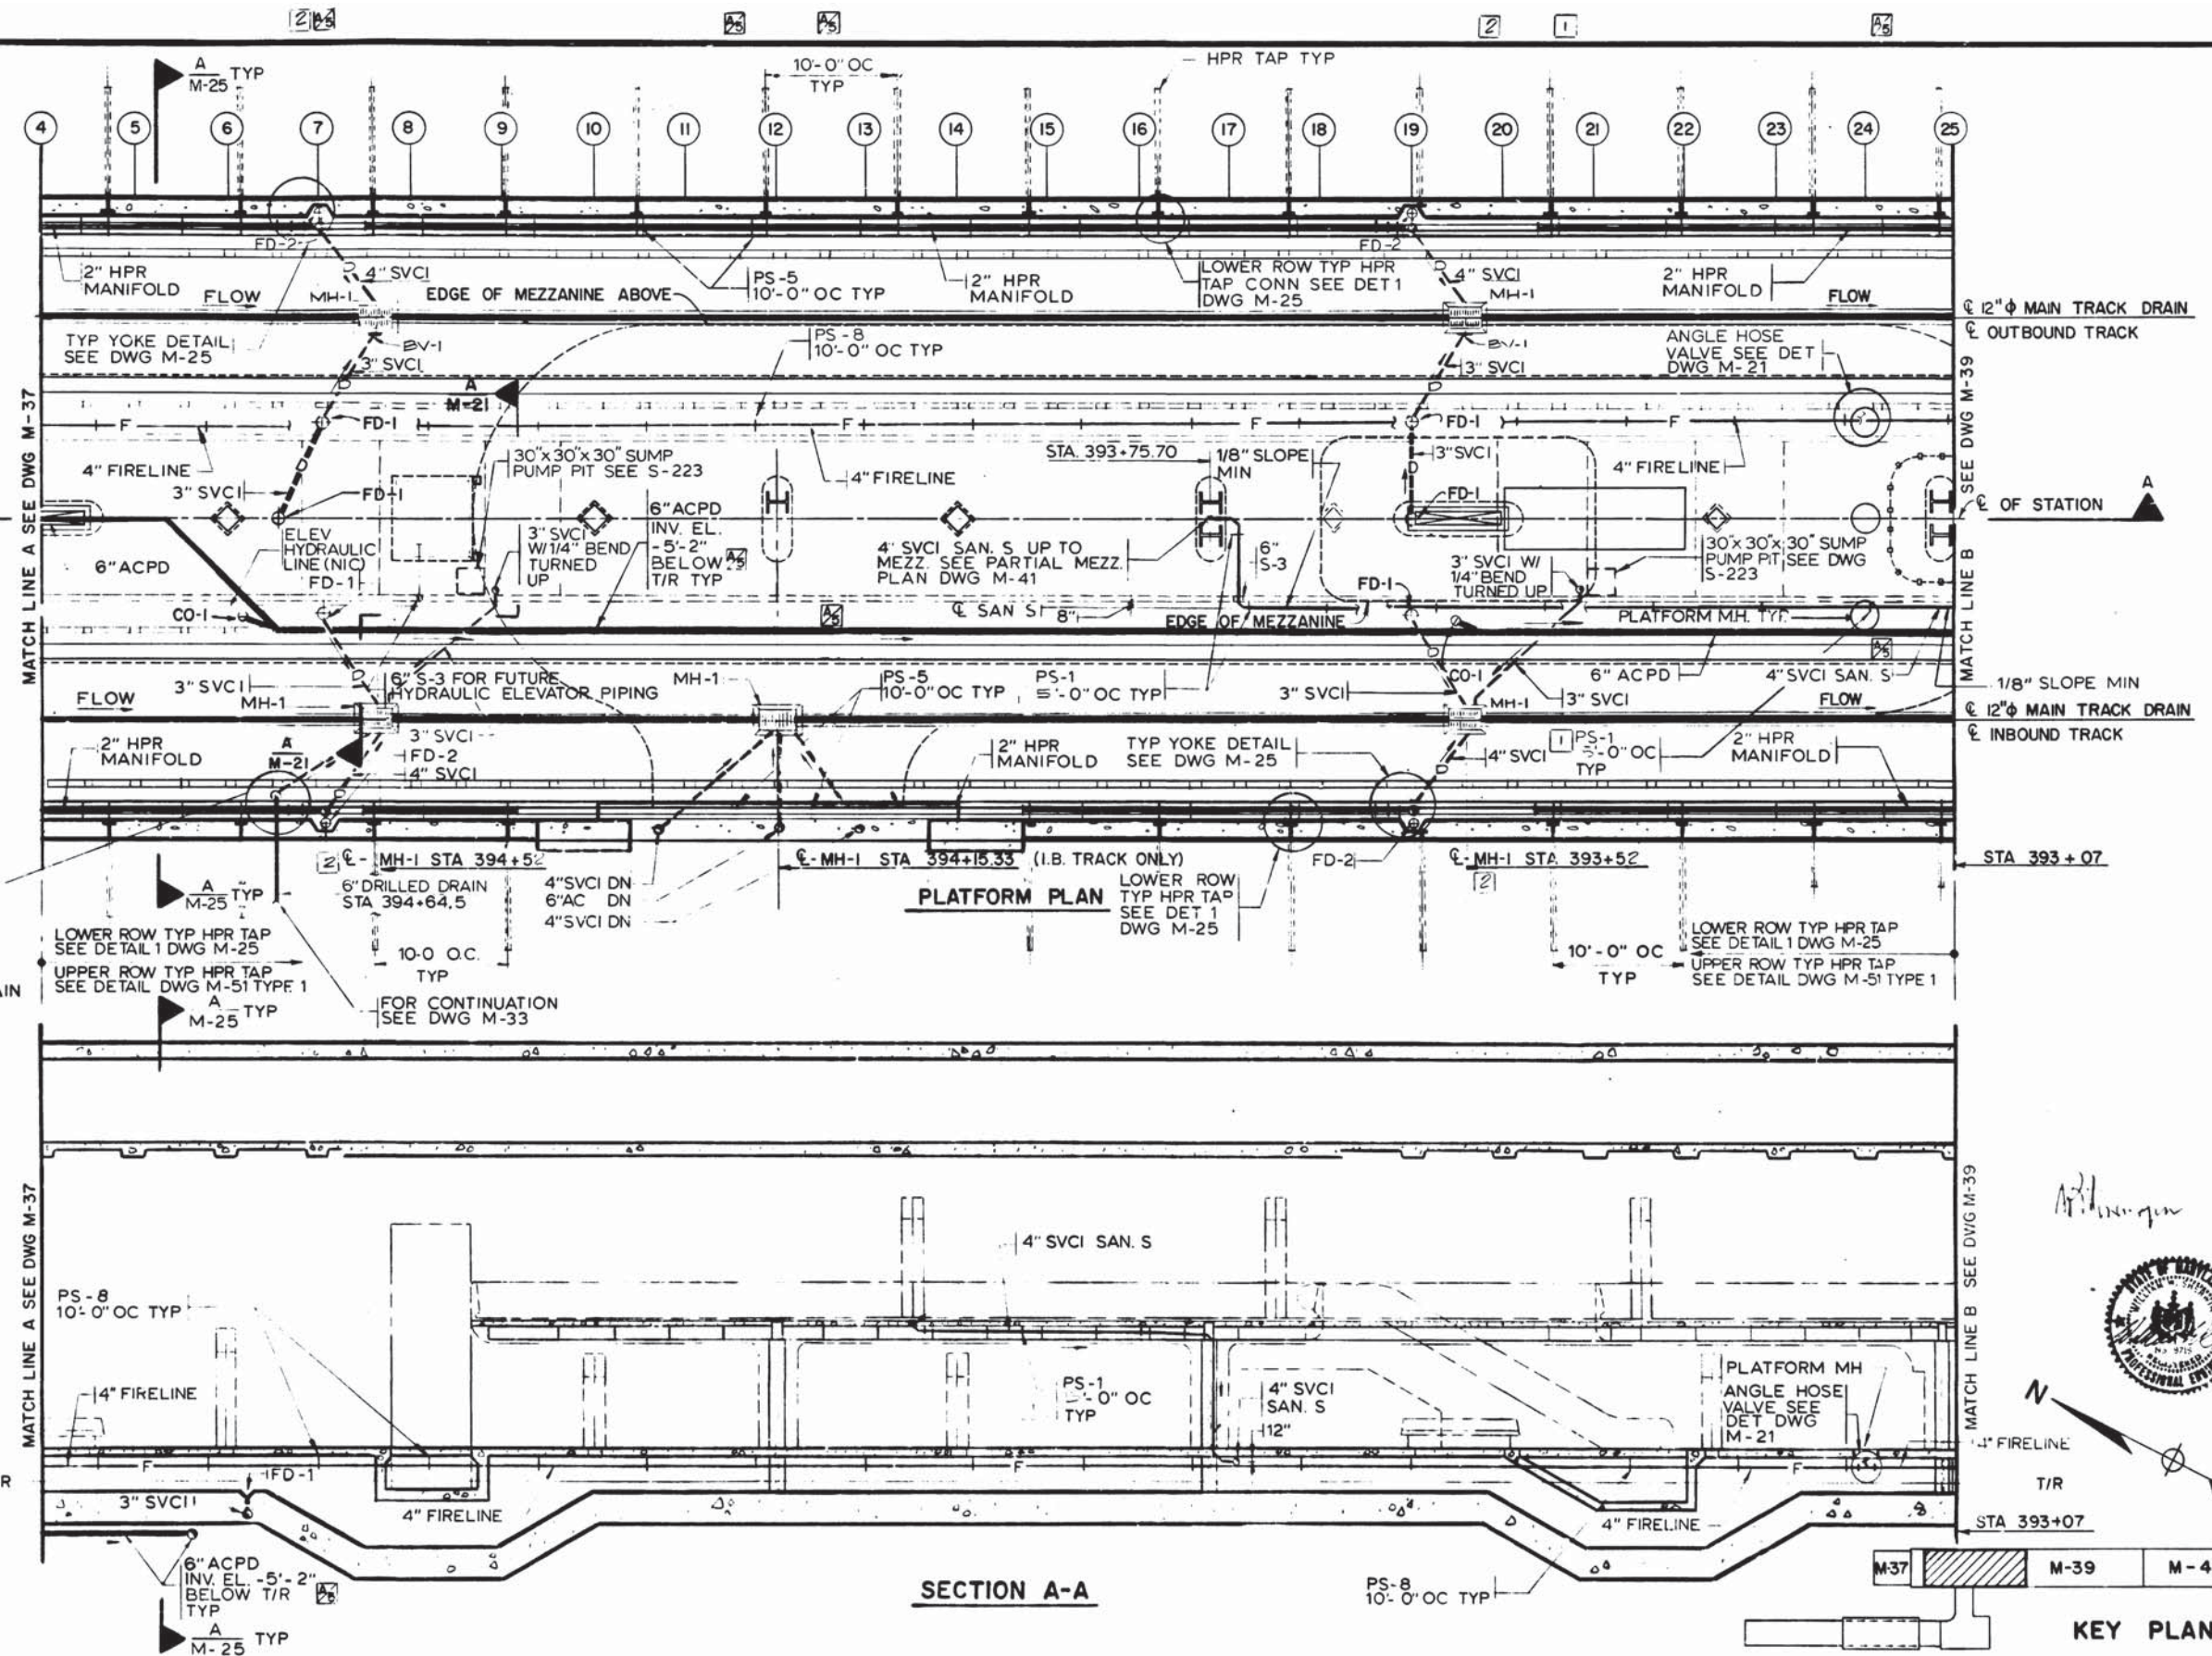 2 A/5 A/5 A/5 2 1 A/5
A
M-25 TYP
10'-0" OC
TYP
HPR TAP TYP
4 5 6 7 8 9 10 11 12 13 14 15 16 17 18 19 20 21 22 23 24 25
FD-2
4" SVCI
2" HPR
MANIFOLD
FLOW
MH-1
EDGE OF MEZZANINE ABOVE
PS-5
10'-0" OC TYP
2" HPR
MANIFOLD
LOWER ROW TYP HPR
TAP CONN SEE DET 1
DWG M-25
FD-2
4" SVCI
MH-1
2" HPR
MANIFOLD
FLOW
℄ 12"φ MAIN TRACK DRAIN
℄ OUTBOUND TRACK
TYP YOKE DETAIL
SEE DWG M-25
BV-1
3" SVCI
PS-8
10'-0" OC TYP
BV-1
3" SVCI
ANGLE HOSE
VALVE SEE DET
DWG M-21
A
M-21
MATCH LINE A SEE DWG M-37
MATCH LINE B SEE DWG M-39
F
FD-1
F
F
FD-1
F
4" FIRELINE
3" SVCI
FD-1
30"x30"x30" SUMP
PUMP PIT SEE S-223
4" FIRELINE
STA. 393+75.70
1/8" SLOPE
MIN
3" SVCI
FD-1
4" FIRELINE
A
℄ OF STATION
6" ACPD
ELEV
HYDRAULIC
LINE (NIC)
FD-1
CO-1
3" SVCI
W/1/4" BEND
TURNED
UP
6" ACPD
INV. EL.
-5'-2"
BELOW A/5
T/R TYP
4" SVCI SAN. S UP TO
MEZZ. SEE PARTIAL MEZZ.
PLAN DWG M-41
6"
S-3
FD-1
3" SVCI W/
1/4" BEND
TURNED UP
30"x30"x30" SUMP
PUMP PIT SEE DWG
S-223
℄ SAN S
8"
A/5
EDGE OF MEZZANINE
PLATFORM M.H. TYP.
A/5
3" SVCI
FLOW
MH-1
6" S-3 FOR FUTURE
HYDRAULIC ELEVATOR PIPING
MH-1
PS-5
10'-0" OC TYP
PS-1
5'-0" OC TYP
3" SVCI
CO-1
MH-1
3" SVCI
6" ACPD
4" SVCI SAN. S
FLOW
1/8" SLOPE MIN
℄ 12"φ MAIN TRACK DRAIN
℄ INBOUND TRACK
2" HPR
MANIFOLD
A
M-21
3" SVCI
FD-2
4" SVCI
2" HPR
MANIFOLD
TYP YOKE DETAIL
SEE DWG M-25
4" SVCI
1 PS-1
5'-0" OC
TYP
2" HPR
MANIFOLD
2 ℄-MH-1 STA 394+52
6" DRILLED DRAIN
STA 394+64.5
4" SVCI DN
6" AC DN
4" SVCI DN
℄-MH-1 STA 394+15.33 (I.B. TRACK ONLY)
PLATFORM PLAN
LOWER ROW
TYP HPR TAP
SEE DET 1
DWG M-25
FD-2
℄-MH-1 STA 393+52
2
STA 393+07
A
M-25 TYP
LOWER ROW TYP HPR TAP
SEE DETAIL 1 DWG M-25
UPPER ROW TYP HPR TAP
SEE DETAIL DWG M-51 TYPE 1
10-0 O.C.
TYP
10'-0" OC
TYP
LOWER ROW TYP HPR TAP
SEE DETAIL 1 DWG M-25
UPPER ROW TYP HPR TAP
SEE DETAIL DWG M-51 TYPE 1
AIN
A
M-25 TYP
FOR CONTINUATION
SEE DWG M-33
MATCH LINE A SEE DWG M-37
MATCH LINE B SEE DWG M-39
PS-8
10'-0" OC TYP
4" SVCI SAN. S
4" FIRELINE
PS-1
5'-0" OC
TYP
4" SVCI
SAN. S
12"
PLATFORM MH
ANGLE HOSE
VALVE SEE
DET DWG
M-21
4" FIRELINE
N
F
FD-1
F
F
R
T/R
3" SVCI
4" FIRELINE
4" FIRELINE
STA 393+07
6" ACPD
INV. EL. -5'-2"
BELOW T/R A/5
TYP
SECTION A-A
PS-8
10'-0" OC TYP
M-37 M-39 M-4
A
M-25 TYP
KEY PLAN
PROFESSIONAL